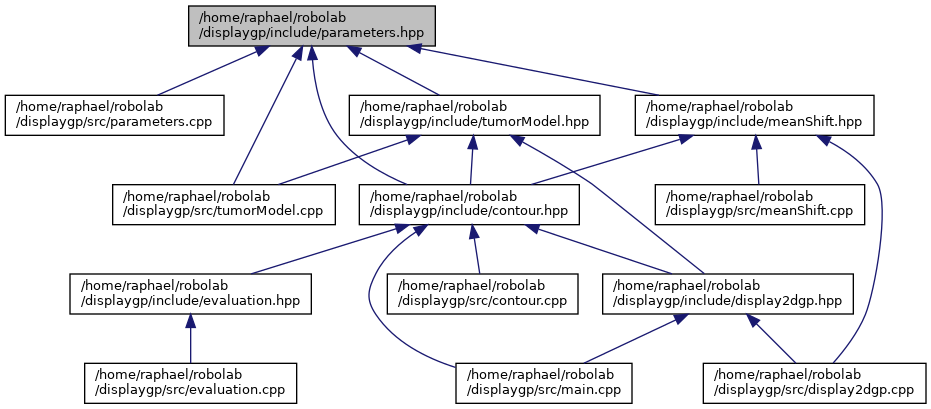 /home/raphael/robolab
/displaygp/include/parameters.hpp
/home/raphael/robolab
/displaygp/src/parameters.cpp
/home/raphael/robolab
/displaygp/include/tumorModel.hpp
/home/raphael/robolab
/displaygp/include/meanShift.hpp
/home/raphael/robolab
/displaygp/src/tumorModel.cpp
/home/raphael/robolab
/displaygp/include/contour.hpp
/home/raphael/robolab
/displaygp/src/meanShift.cpp
/home/raphael/robolab
/displaygp/include/evaluation.hpp
/home/raphael/robolab
/displaygp/src/contour.cpp
/home/raphael/robolab
/displaygp/include/display2dgp.hpp
/home/raphael/robolab
/displaygp/src/evaluation.cpp
/home/raphael/robolab
/displaygp/src/main.cpp
/home/raphael/robolab
/displaygp/src/display2dgp.cpp